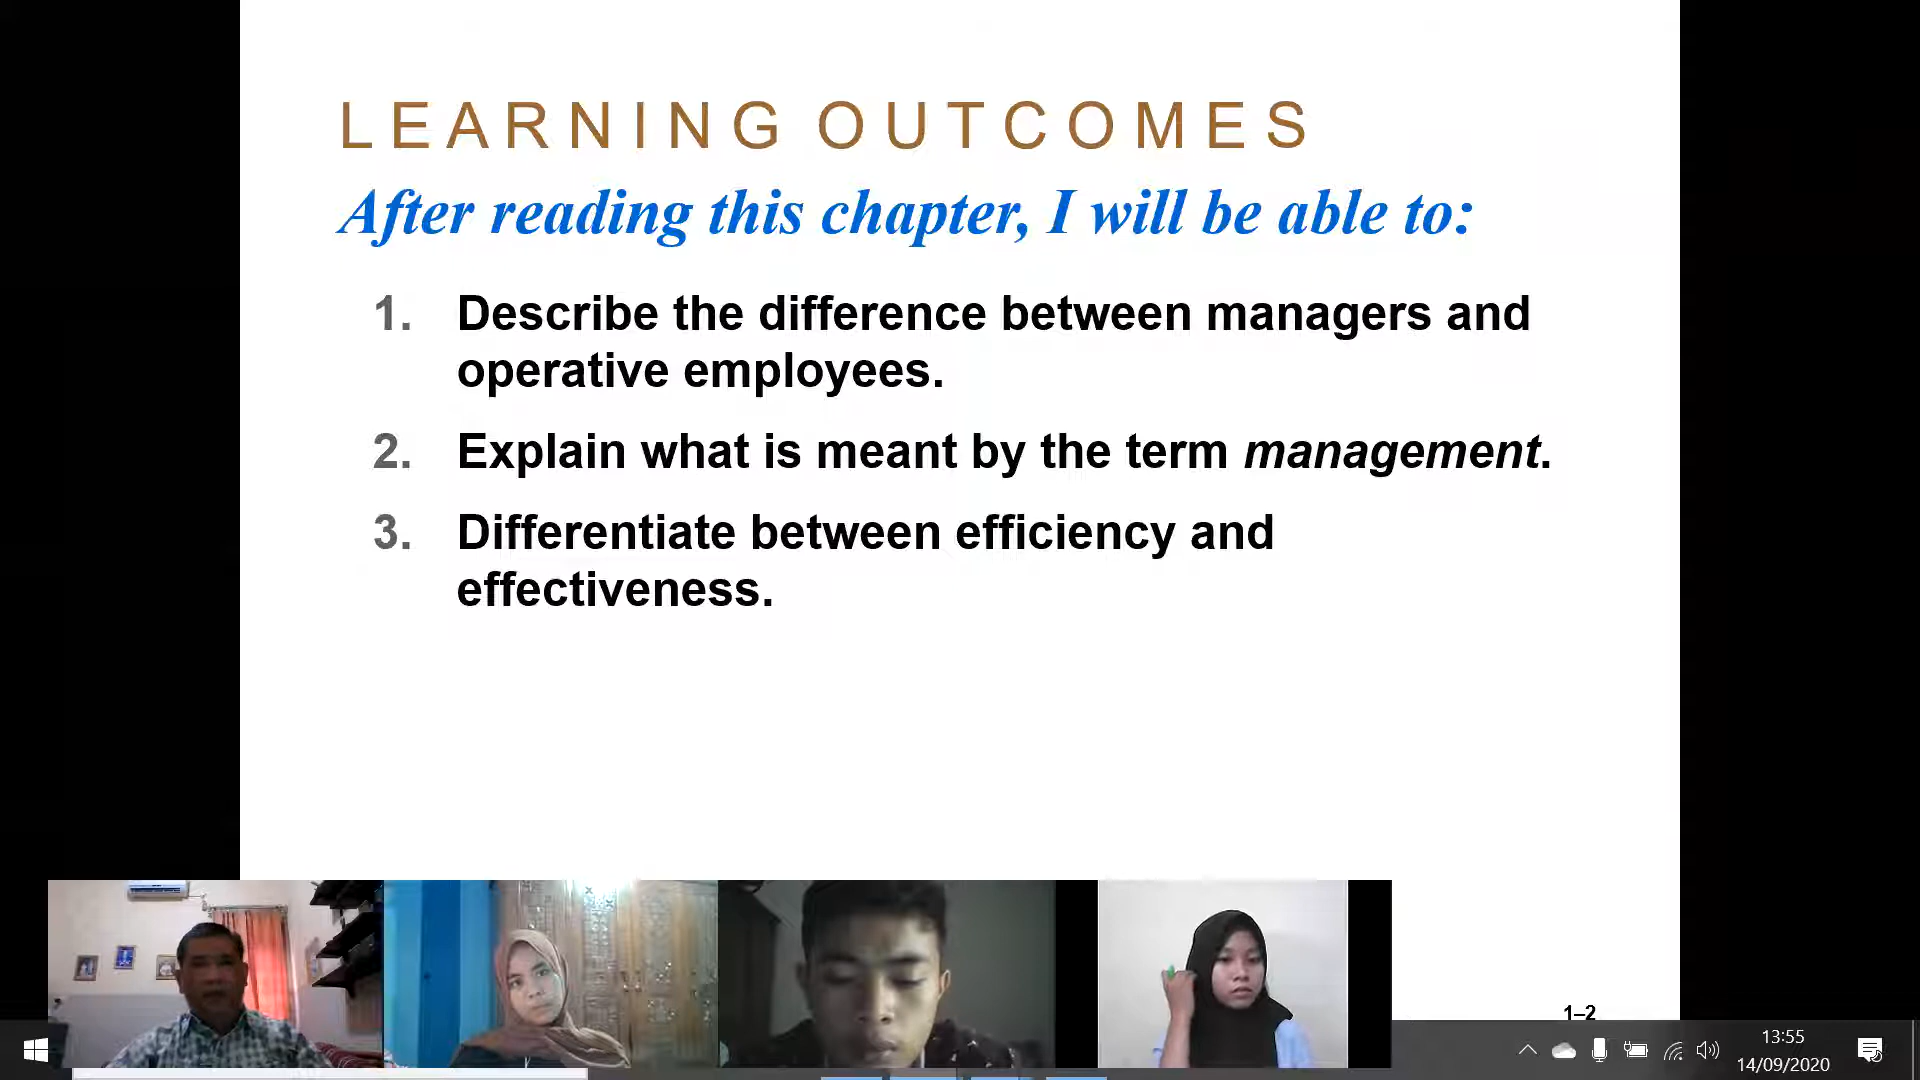 LEARNING OUTCOMES
After reading this chapter, I will be able to:
1. Describe the difference between managers and
operative employees.
2. Explain what is meant by the term management.
3. Differentiate between efficiency and
effectiveness.
1–2
13:55
14/09/2020